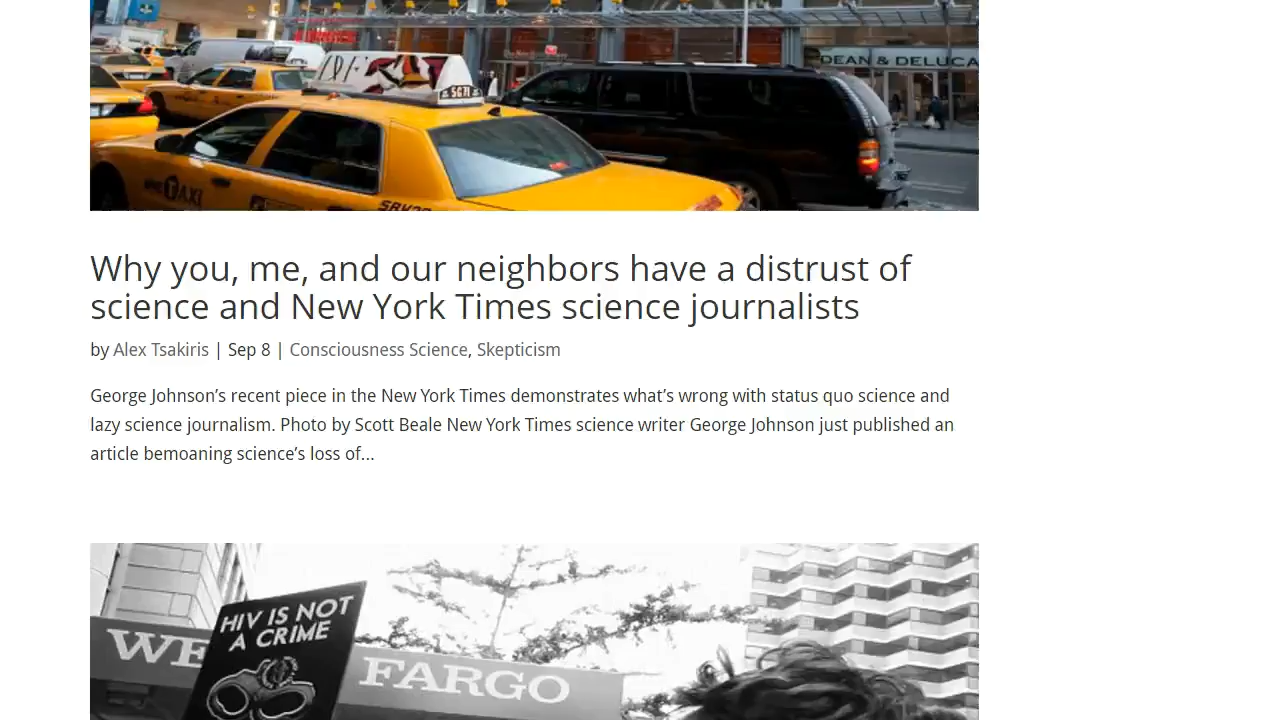 DEAN & DELUCA
5G71
NYC TAXI
Why you, me, and our neighbors have a distrust of
science and New York Times science journalists
by Alex Tsakiris | Sep 8 | Consciousness Science, Skepticism
George Johnson’s recent piece in the New York Times demonstrates what’s wrong with status quo science and
lazy science journalism. Photo by Scott Beale New York Times science writer George Johnson just published an
article bemoaning science’s loss of...
HIV IS NOT
A CRIME
WE
FARGO